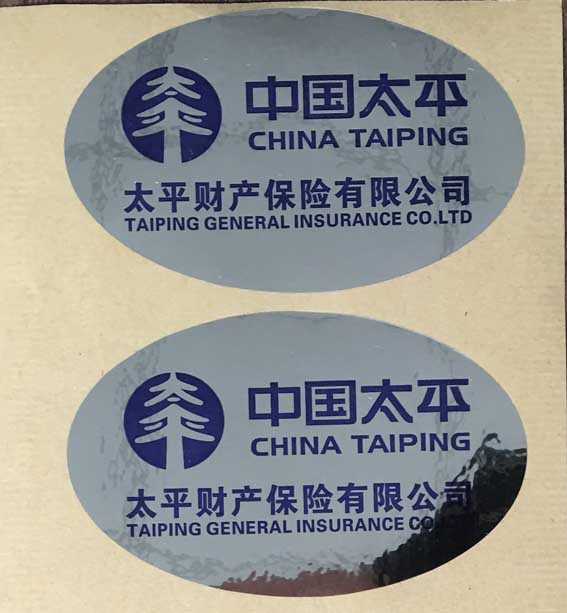 中国太平
CHINA TAIPING
太平财产保险有限公司
TAIPING GENERAL INSURANCE CO.LTD
中国太平
CHINA TAIPING
太平财产保险有限公司
TAIPING GENERAL INSURANCE